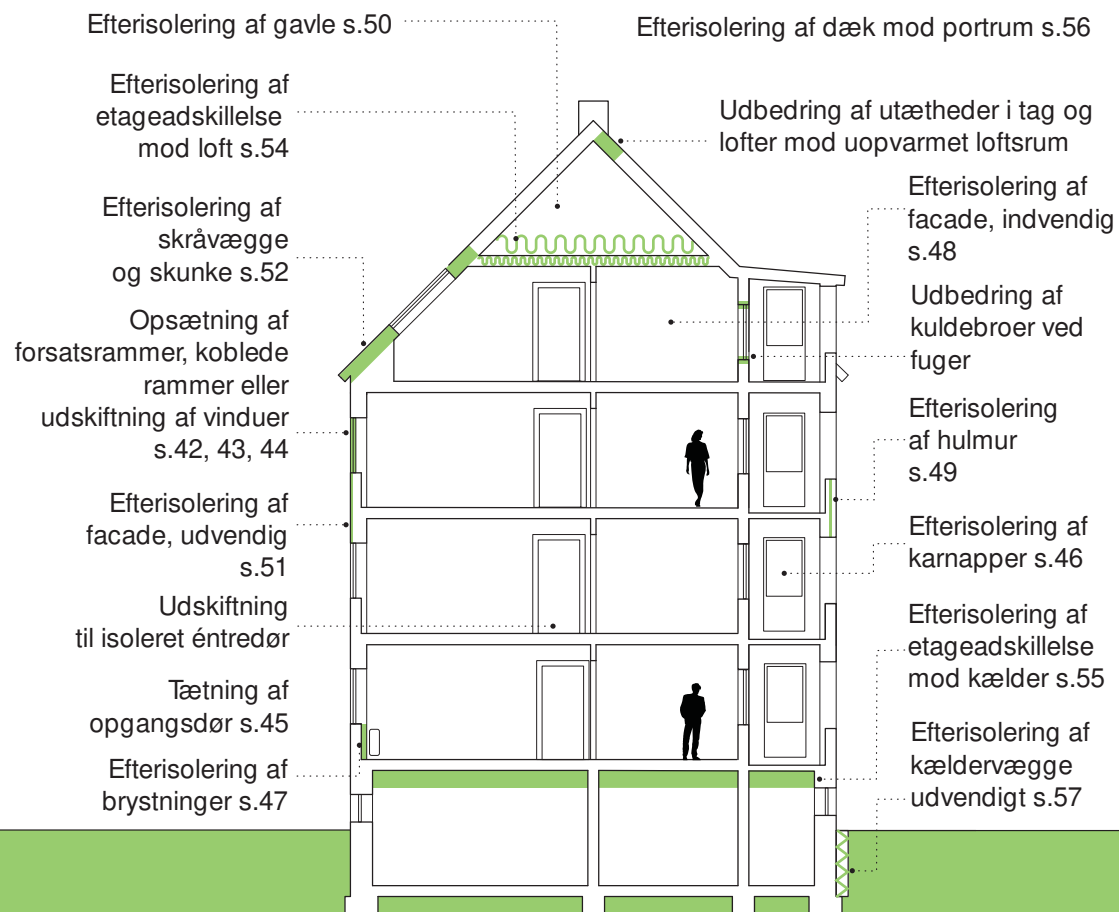 Efterisolering af gavle s.50
Efterisolering af
etageadskillelse
mod loft s.54
Efterisolering af
skråvægge
og skunke s.52
Opsætning af
forsatsrammer, koblede
rammer eller
udskiftning af vinduer
s.42, 43, 44
Efterisolering af
facade, udvendig
s.51
Udskiftning
til isoleret éntredør
Tætning af
opgangsdør s.45
Efterisolering af
brystninger s.47
Efterisolering af dæk mod portrum s.56
Udbedring af utætheder i tag og
lofter mod uopvarmet loftsrum
Efterisolering af
facade, indvendig
s.48
Udbedring af
kuldebroer ved
fuger
Efterisolering
af hulmur
s.49
Efterisolering af
karnapper s.46
Efterisolering af
etageadskillelse
mod kælder s.55
Efterisolering af
kældervægge
udvendigt s.57